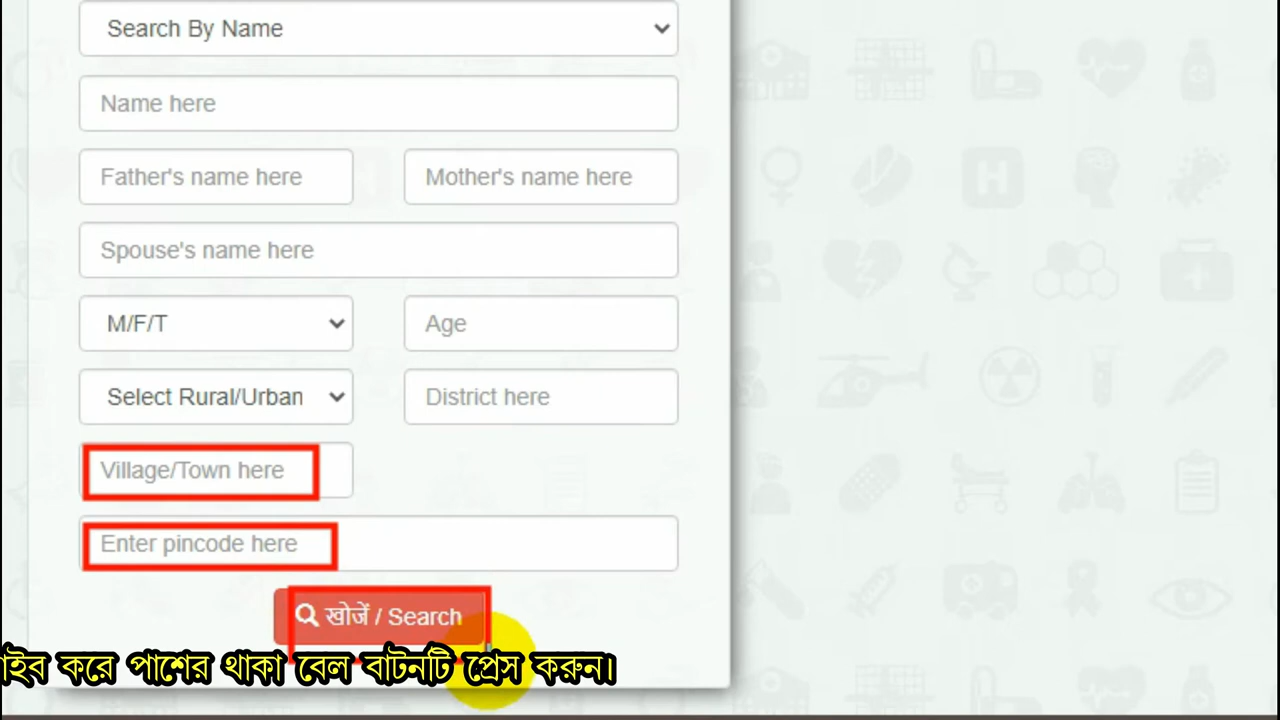 Search By Name
Name here
Father's name here Mother's name here
Spouse's name here
M/F/T Age
Select Rural/Urban District here
Village/Town here
Enter pincode here
खोजें / Search
করে পাশের থাকা বেল বাটনটি প্রেস করুন।